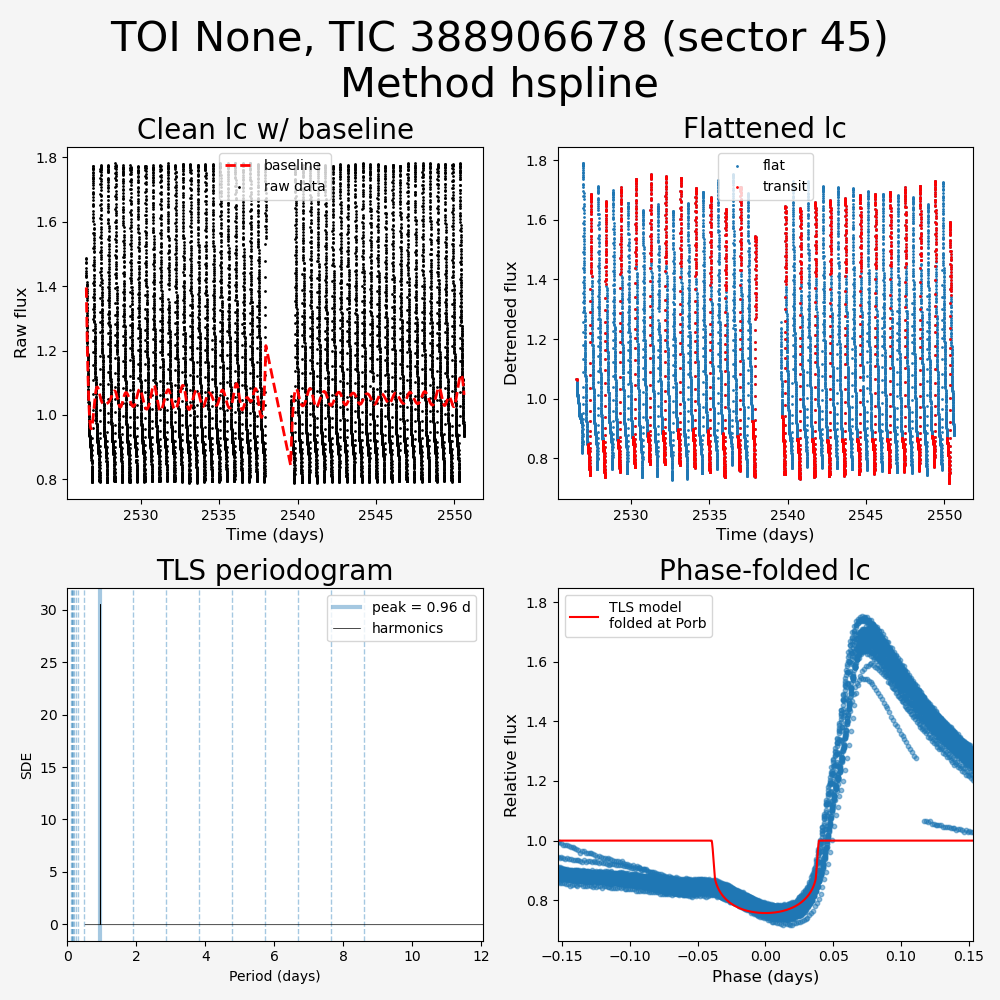 TOI None, TIC 388906678 (sector 45)
Method hspline
Clean lc w/ baseline
baseline
raw data
1.8
1.6
1.4
1.2
1.0
0.8
Raw flux
2530
2535
2540
2545
2550
Time (days)
Flattened lc
flat
transit
1.8
1.6
1.4
1.2
1.0
0.8
Detrended flux
2530
2535
2540
2545
2550
Time (days)
TLS periodogram
peak = 0.96 d
harmonics
30
25
20
15
10
5
0
SDE
0
2
4
6
8
10
12
Period (days)
Phase-folded lc
TLS model
folded at Porb
1.8
1.6
1.4
1.2
1.0
0.8
Relative flux
−0.15
−0.10
−0.05
0.00
0.05
0.10
0.15
Phase (days)